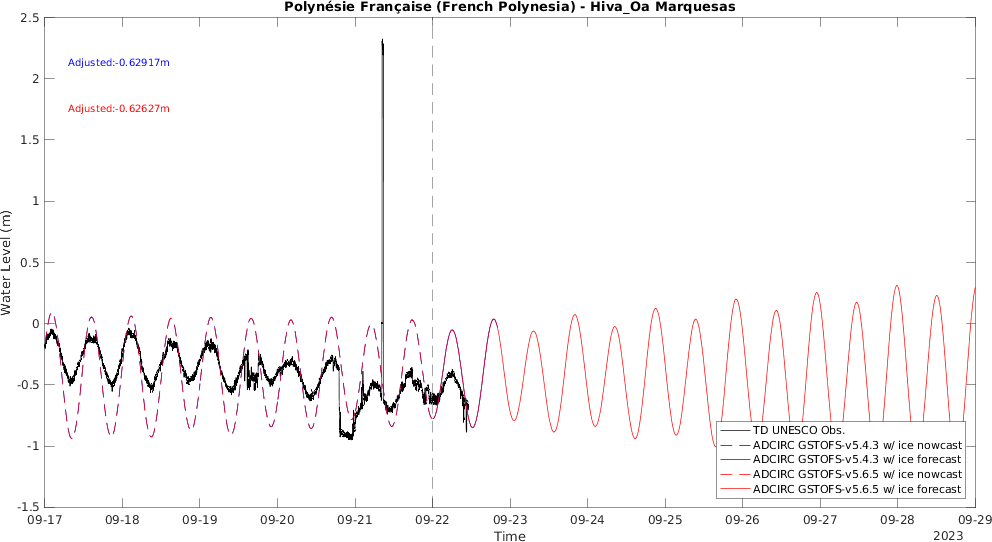 Polynésie Française (French Polynesia) - Hiva_Oa Marquesas
2.5
2
1.5
1
0.5
0
-0.5
-1
-1.5
Water Level (m)
Adjusted:-0.62917m
Adjusted:-0.62627m
TD UNESCO Obs.
ADCIRC GSTOFS-v5.4.3 w/ ice nowcast
ADCIRC GSTOFS-v5.4.3 w/ ice forecast
ADCIRC GSTOFS-v5.6.5 w/ ice nowcast
ADCIRC GSTOFS-v5.6.5 w/ ice forecast
09-17 09-18 09-19 09-20 09-21 09-22 09-23 09-24 09-25 09-26 09-27 09-28 09-29
Time
2023